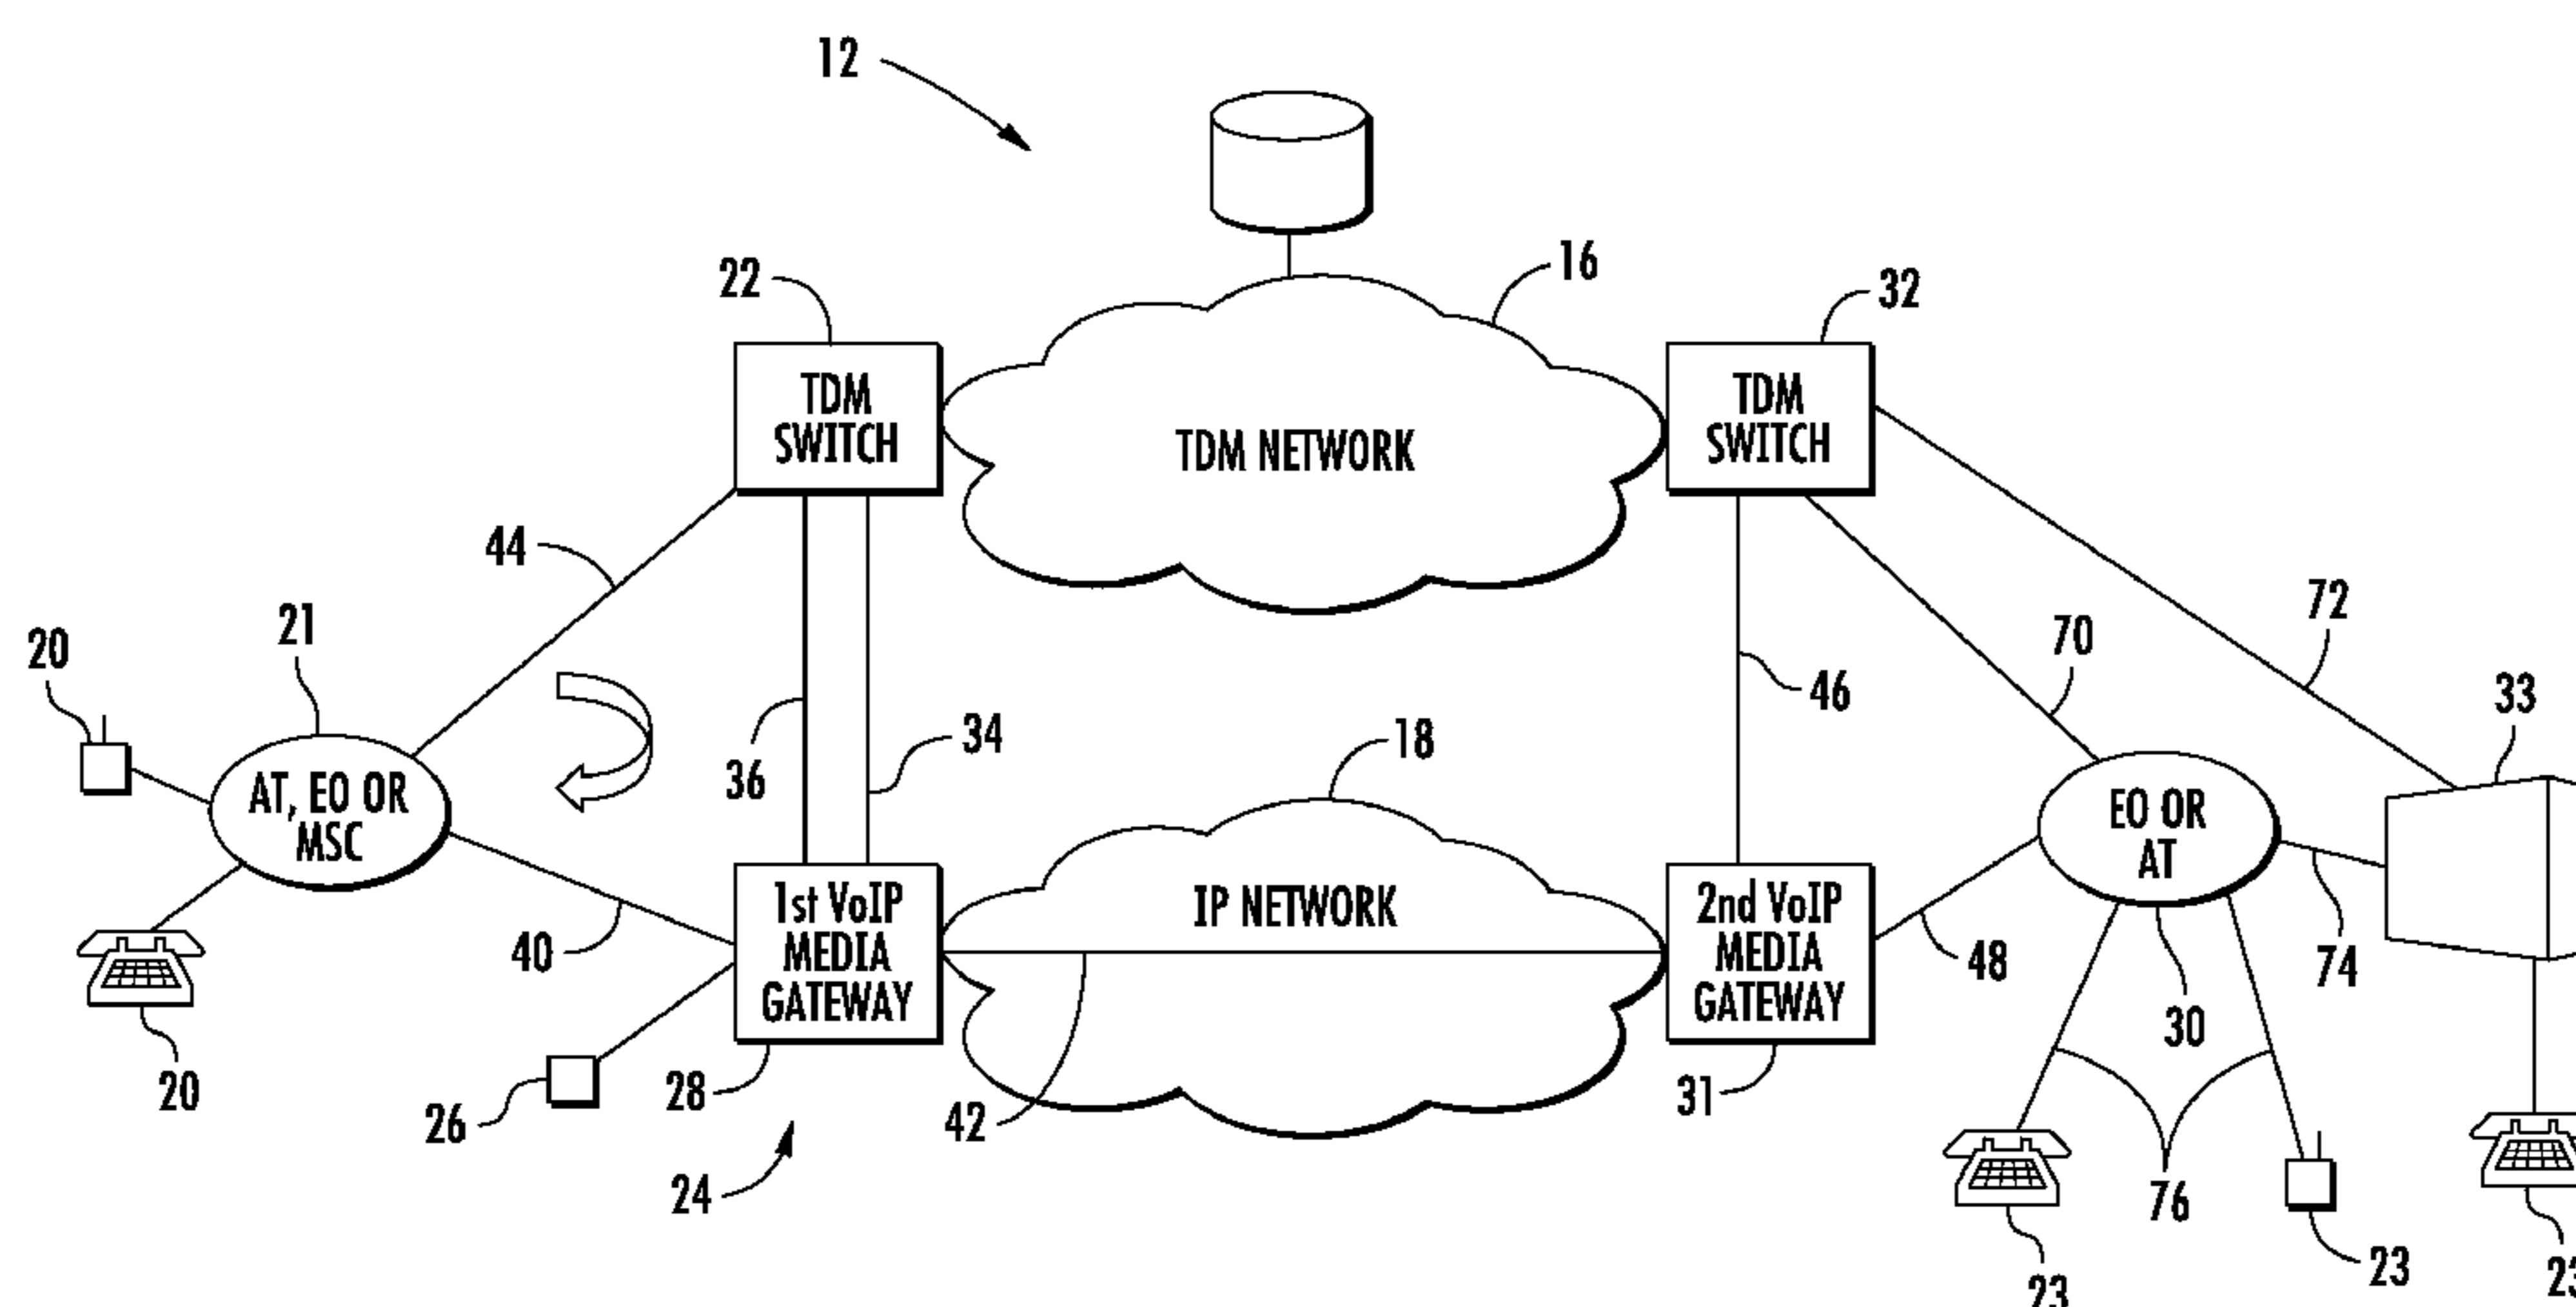 12
16
22
32
TDM
SWITCH
TDM NETWORK
TDM
SWITCH
44
21
20
72
70
33
46
36
34
18
AT, EO OR
MSC
EO OR
AT
1st VoIP
MEDIA
GATEWAY
IP NETWORK
2nd VoIP
MEDIA
GATEWAY
40
48
74
30
20
26
28
42
31
24
76
23
23
23